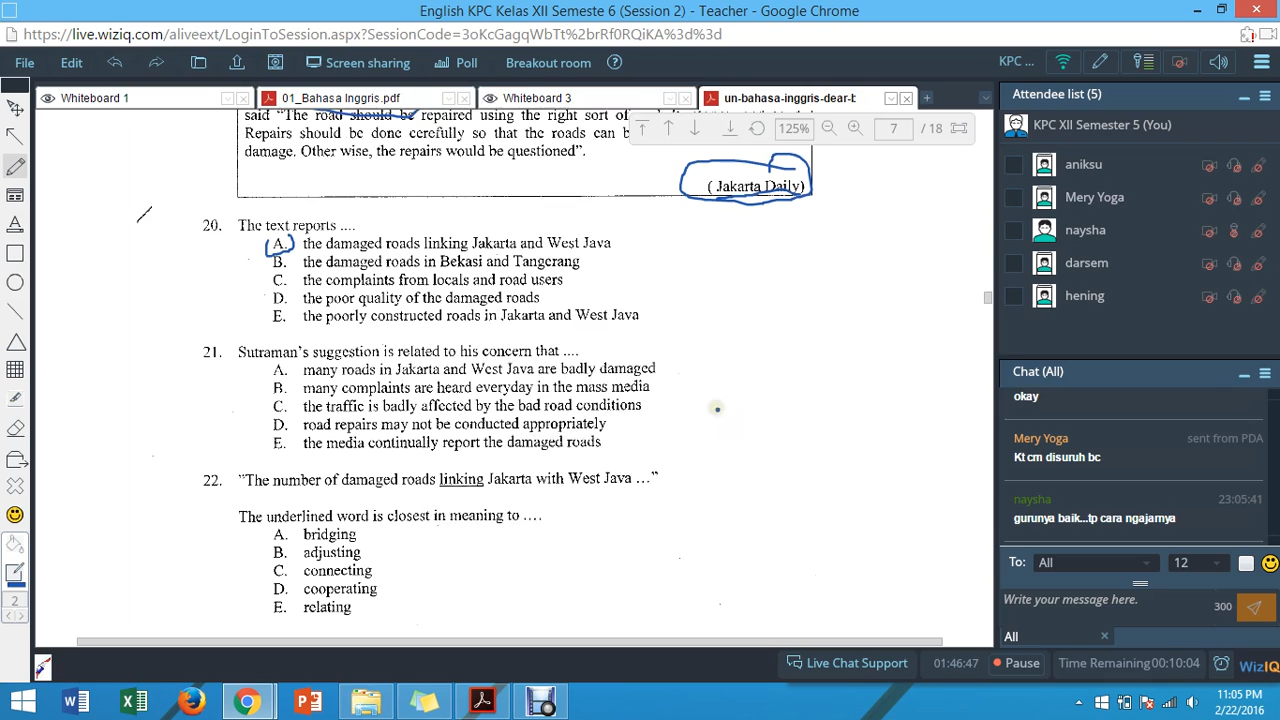 English KPC Kelas XII Semeste 6 (Session 2) - Teacher - Google Chrome
https://live.wiziq.com/aliveext/LoginToSession.aspx?SessionCode=3oKcGagqWbTt%2brRf0RQiKA%3d%3d
File Edit Screen sharing Poll Breakout room KPC ...
Whiteboard 1 01_Bahasa Inggris.pdf Whiteboard 3 un-bahasa-inggris-dear-b
Attendee list (5)
said "The road should be repaired using the right sort of
125% 7 / 18
KPC XII Semester 5 (You)
Repairs should be done cerefully so that the roads can b
damage. Other wise, the repairs would be questioned".
aniksu
( Jakarta Daily)
Mery Yoga
20. The text reports ....
naysha
A. the damaged roads linking Jakarta and West Java
B. the damaged roads in Bekasi and Tangerang
darsem
C. the complaints from locals and road users
D. the poor quality of the damaged roads
hening
E. the poorly constructed roads in Jakarta and West Java
21. Sutraman's suggestion is related to his concern that ....
A. many roads in Jakarta and West Java are badly damaged
B. many complaints are heard everyday in the mass media
C. the traffic is badly affected by the bad road conditions
D. road repairs may not be conducted appropriately
E. the media continually report the damaged roads
22. "The number of damaged roads linking Jakarta with West Java ..."
The underlined word is closest in meaning to ....
A. bridging
B. adjusting
C. connecting
D. cooperating
E. relating
Chat (All)
okay
Mery Yoga sent from PDA
Kt cm disuruh bc
naysha 23:05:41
gurunya baik...tp cara ngajarnya
To: All 12
Write your message here. 300
All
2
Live Chat Support 01:46:47 Pause Time Remaining 00:10:04 WizIQ
11:05 PM
2/22/2016